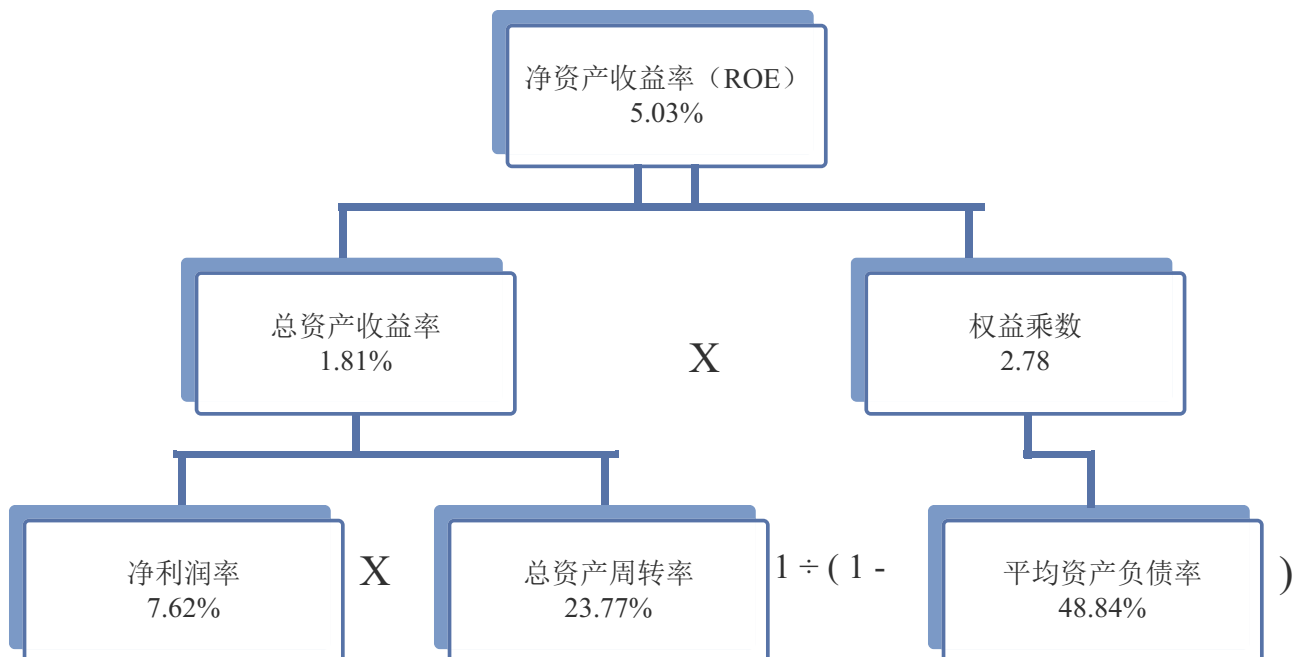 净资产收益率（ROE）
5.03%
总资产收益率
1.81%
X
权益乘数
2.78
净利润率
7.62%
X
总资产周转率
23.77%
1 ÷ ( 1 -
平均资产负债率
48.84%
)